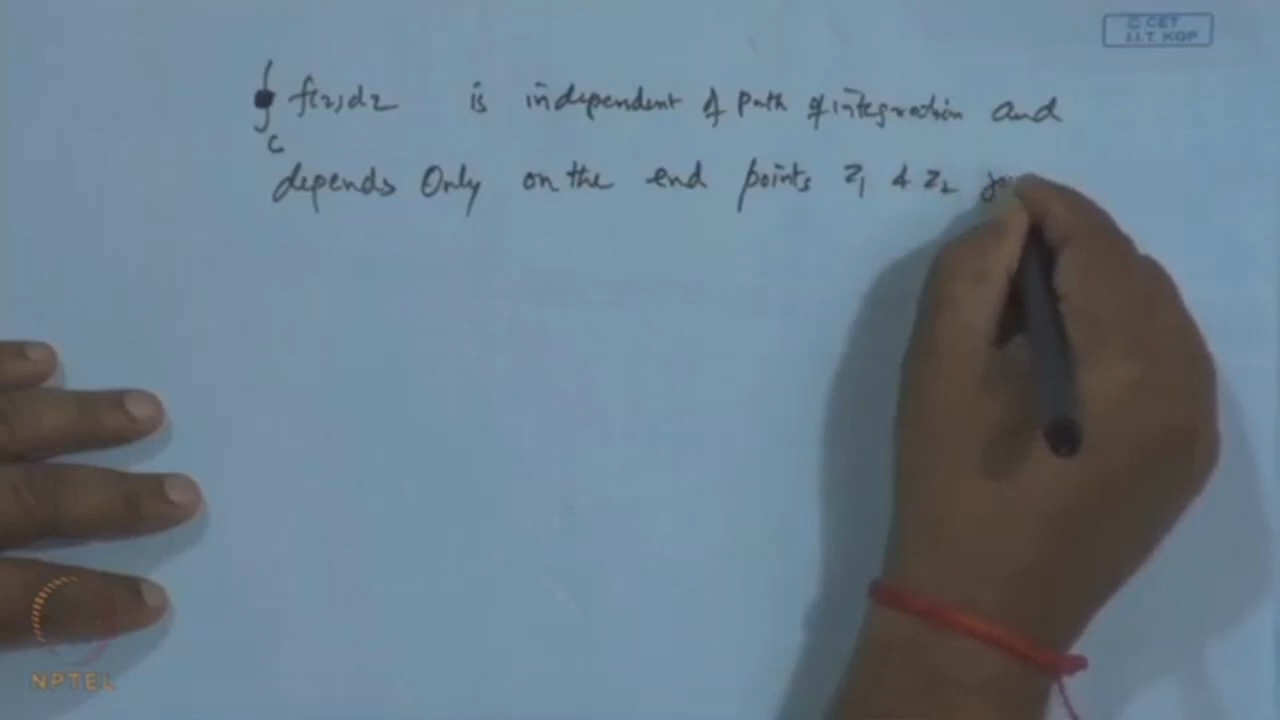 © CET
I.I.T. KGP
∫ f(z)dz is independent of path of integration and
c
depends Only on the end points z₁ & z₂
NPTEL